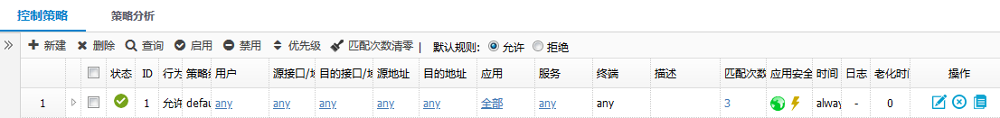 控制策略 策略分析
新建 删除 查询 启用 禁用 优先级 匹配次数清零 | 默认规则: 允许 拒绝
状态 ID 行为 策略 用户 源接口/ 目的接口/ 源地址 目的地址 应用 服务 终端 描述 匹配次数 应用安全 时间 日志 老化时 操作
1 1 允许 defau any any any any any 全部 any any 3 alway - 0